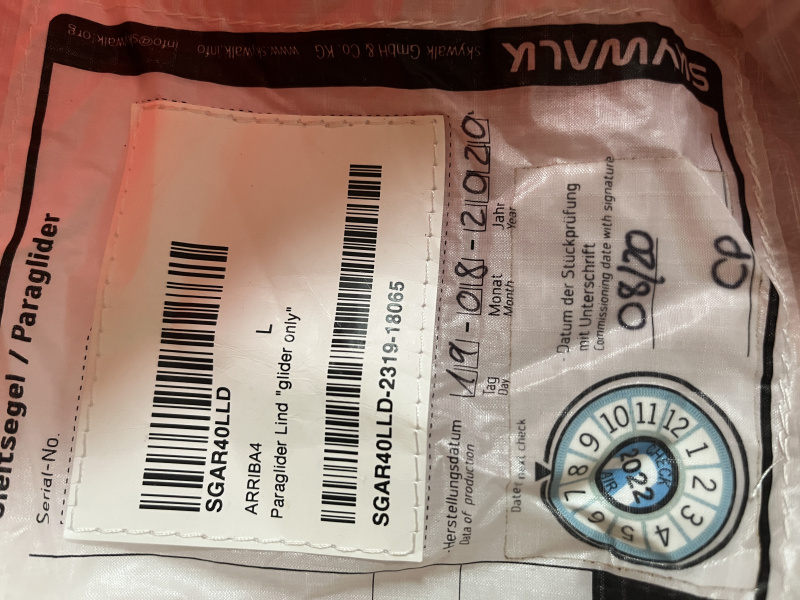 SKYWALK
skywalk GmbH & Co. KG www.skywalk.info info@skywalk.org
Gleitsegel / Paraglider
Serial-No.
SGAR40LLD
ARRIBA4 L
Paraglider Lind "glider only"
SGAR40LLD-2319-18065
Herstellungsdatum
Data of production
19-08-2020
Tag Monat Jahr
Day Month Year
Date next check
Datum der Stückprüfung
mit Unterschrift
Commissioning date with signature
08/20
CP
1 2 3 4 5 6 7 8 9 10 11 12
CHECK
2022
AIR